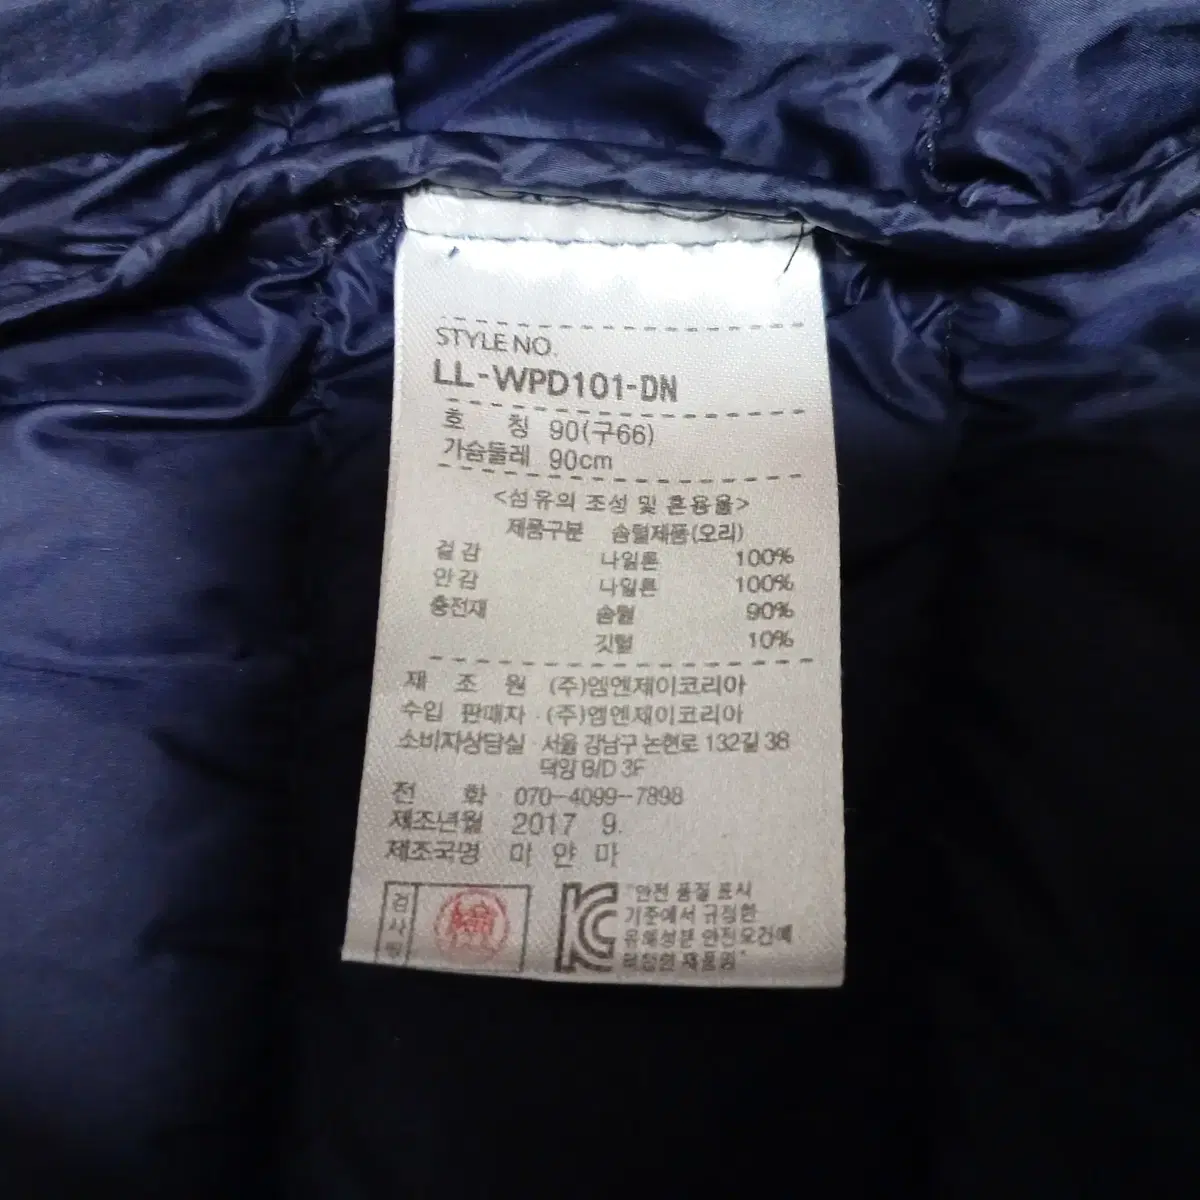 STYLE NO.
LL-WPD101-DN
호 칭 90(구66)
가슴둘레 90cm
<섬유의 조성 및 혼용율>
제품구분 솜털제품(오리)
겉감 나일론 100%
안감 나일론 100%
충전재 솜털 90%
깃털 10%
제 조 원 (주)엠엔제이코리아
수입 판매자 · (주)엠엔제이코리아
소비자상담실 · 서울 강남구 논현로 132길 38
덕양 B/D 3F
전 화 070-4099-7898
제조년월 2017 9.
제조국명 미얀마
검사필
KC
"안전 품질 표시
기준에서 규정한
유해성분 안전요건에
제품임"